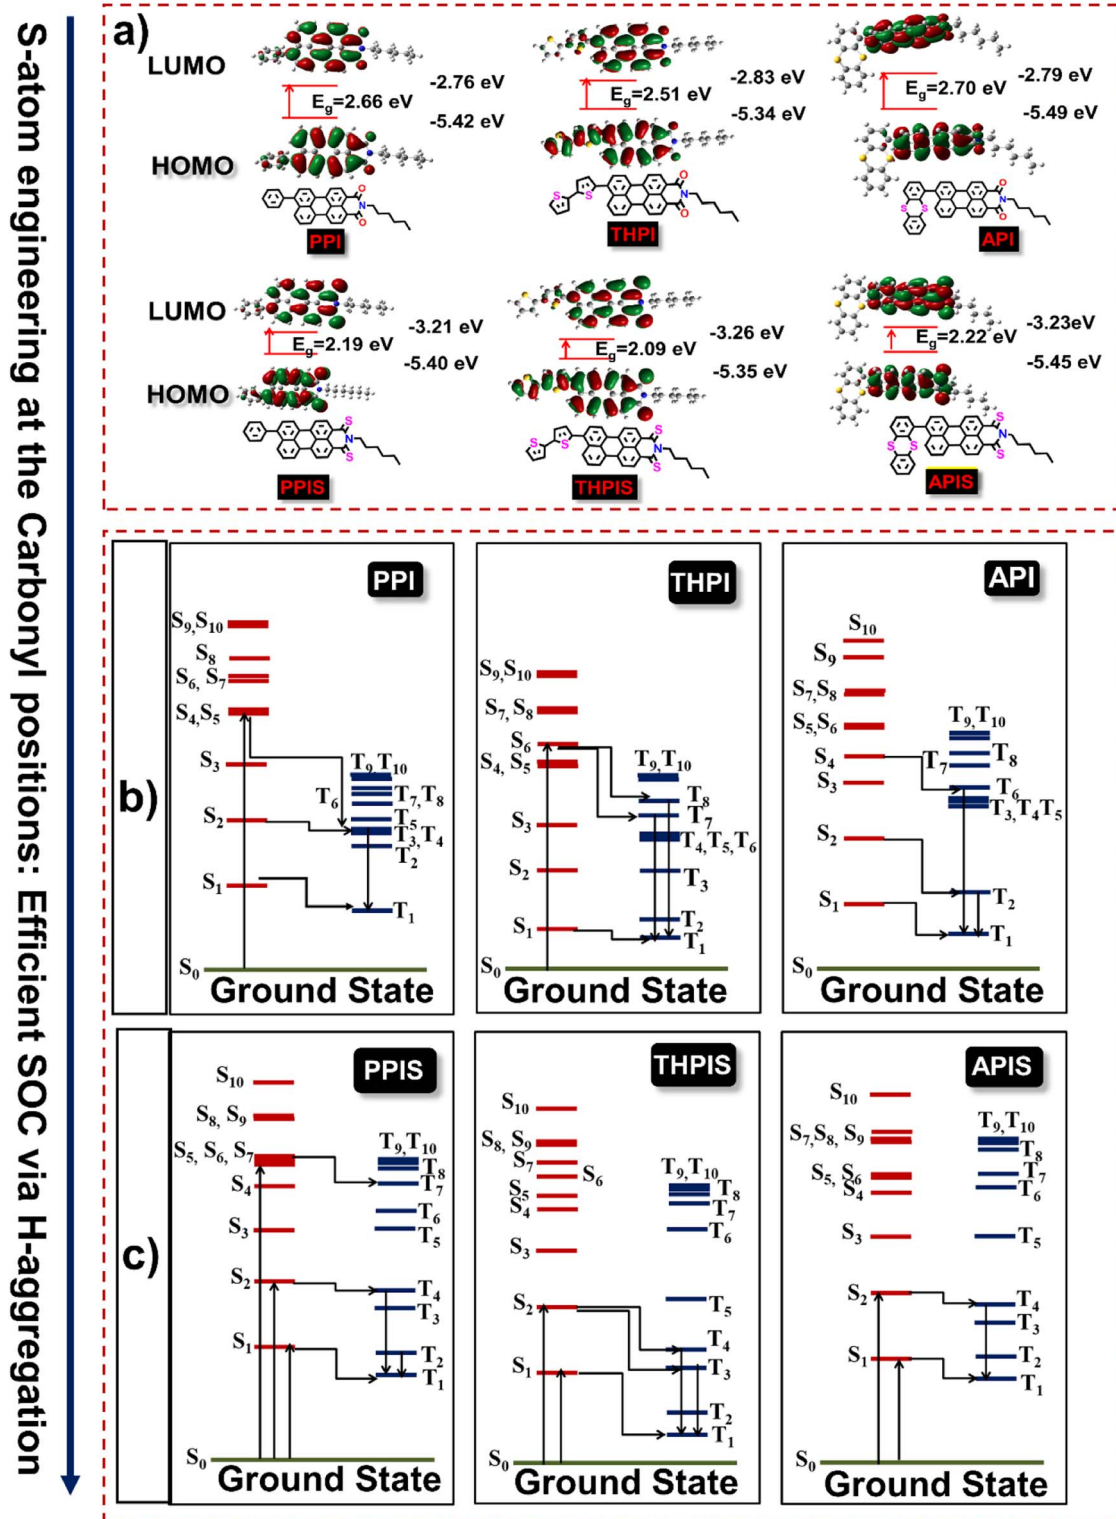 S-atom engineering at the Carbonyl positions: Efficient SOC via H-aggregation
a)
LUMO
-2.76 eV
E_g=2.66 eV
-5.42 eV
HOMO
O
N
O
PPI
-2.83 eV
E_g=2.51 eV
-5.34 eV
S
S
O
N
O
THPI
-2.79 eV
E_g=2.70 eV
-5.49 eV
S
S
O
N
O
API
LUMO
-3.21 eV
E_g=2.19 eV
-5.40 eV
HOMO
S
N
S
PPIS
-3.26 eV
E_g=2.09 eV
-5.35 eV
S
S
S
N
S
THPIS
-3.23eV
E_g=2.22 eV
-5.45 eV
S
S
S
N
S
APIS
b)
PPI
S9,S10
S8
S6, S7
S4,S5
S3
S2
S1
S0
T9,T10
T7,T8
T6
T5
T3,T4
T2
T1
Ground State
THPI
S9,S10
S7, S8
S6
S4, S5
S3
S2
S1
S0
T9,T10
T8
T7
T4,T5,T6
T3
T2
T1
Ground State
API
S10
S9
S7,S8
S5,S6
S4
S3
S2
S1
S0
T9,T10
T8
T7
T6
T3,T4T5
T2
T1
Ground State
c)
PPIS
S10
S8, S9
S5, S6, S7
S4
S3
S2
S1
S0
T9,T10
T8
T7
T6
T5
T4
T3
T2
T1
Ground State
THPIS
S10
S8, S9
S7
S6
S5
S4
S3
S2
S1
S0
T9,T10
T8
T7
T6
T5
T4
T3
T2
T1
Ground State
APIS
S10
S7,S8, S9
S5, S6
S4
S3
S2
S1
S0
T9,T10
T8
T7
T6
T5
T4
T3
T2
T1
Ground State